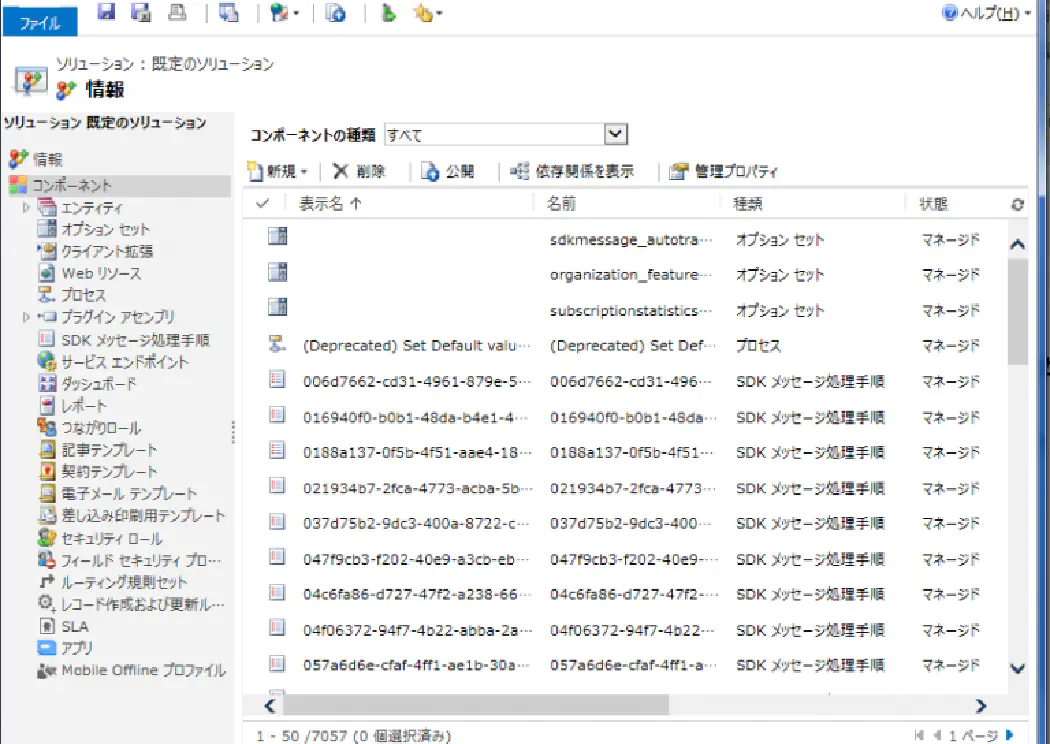 ファイル
ヘルプ(H)
ソリューション : 既定のソリューション
情報
ソリューション 既定のソリューション
情報
コンポーネント
エンティティ
オプション セット
クライアント拡張
Web リソース
プロセス
プラグイン アセンブリ
SDK メッセージ処理手順
サービス エンドポイント
ダッシュボード
レポート
つながりロール
記事テンプレート
契約テンプレート
電子メール テンプレート
差し込み印刷用テンプレート
セキュリティ ロール
フィールド セキュリティ プロ…
ルーティング規則セット
レコード作成および更新ル…
SLA
アプリ
Mobile Offline プロファイル
コンポーネントの種類 すべて
新規 削除 公開 依存関係を表示 管理プロパティ
表示名 ↑ 名前 種類 状態
sdkmessage_autotra… オプション セット マネージド
organization_feature… オプション セット マネージド
subscriptionstatistics… オプション セット マネージド
(Deprecated) Set Default valu… (Deprecated) Set Def… プロセス マネージド
006d7662-cd31-4961-879e-5… 006d7662-cd31-496… SDK メッセージ処理手順 マネージド
016940f0-b0b1-48da-b4e1-4… 016940f0-b0b1-48da… SDK メッセージ処理手順 マネージド
0188a137-0f5b-4f51-aae4-18… 0188a137-0f5b-4f51… SDK メッセージ処理手順 マネージド
021934b7-2fca-4773-acba-5b… 021934b7-2fca-4773… SDK メッセージ処理手順 マネージド
037d75b2-9dc3-400a-8722-c… 037d75b2-9dc3-400… SDK メッセージ処理手順 マネージド
047f9cb3-f202-40e9-a3cb-eb… 047f9cb3-f202-40e9-… SDK メッセージ処理手順 マネージド
04c6fa86-d727-47f2-a238-66… 04c6fa86-d727-47f2-… SDK メッセージ処理手順 マネージド
04f06372-94f7-4b22-abba-2a… 04f06372-94f7-4b22… SDK メッセージ処理手順 マネージド
057a6d6e-cfaf-4ff1-ae1b-30a… 057a6d6e-cfaf-4ff1-a… SDK メッセージ処理手順 マネージド
1 - 50 /7057 (0 個選択済み) 1 ページ